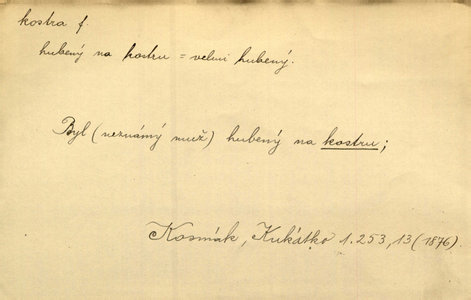 kostra f.
hubený na kostru = velmi hubený.
Byl (neznámý muž) hubený na kostru;
Kosmák, Kukátko 1.253,13 (1876).